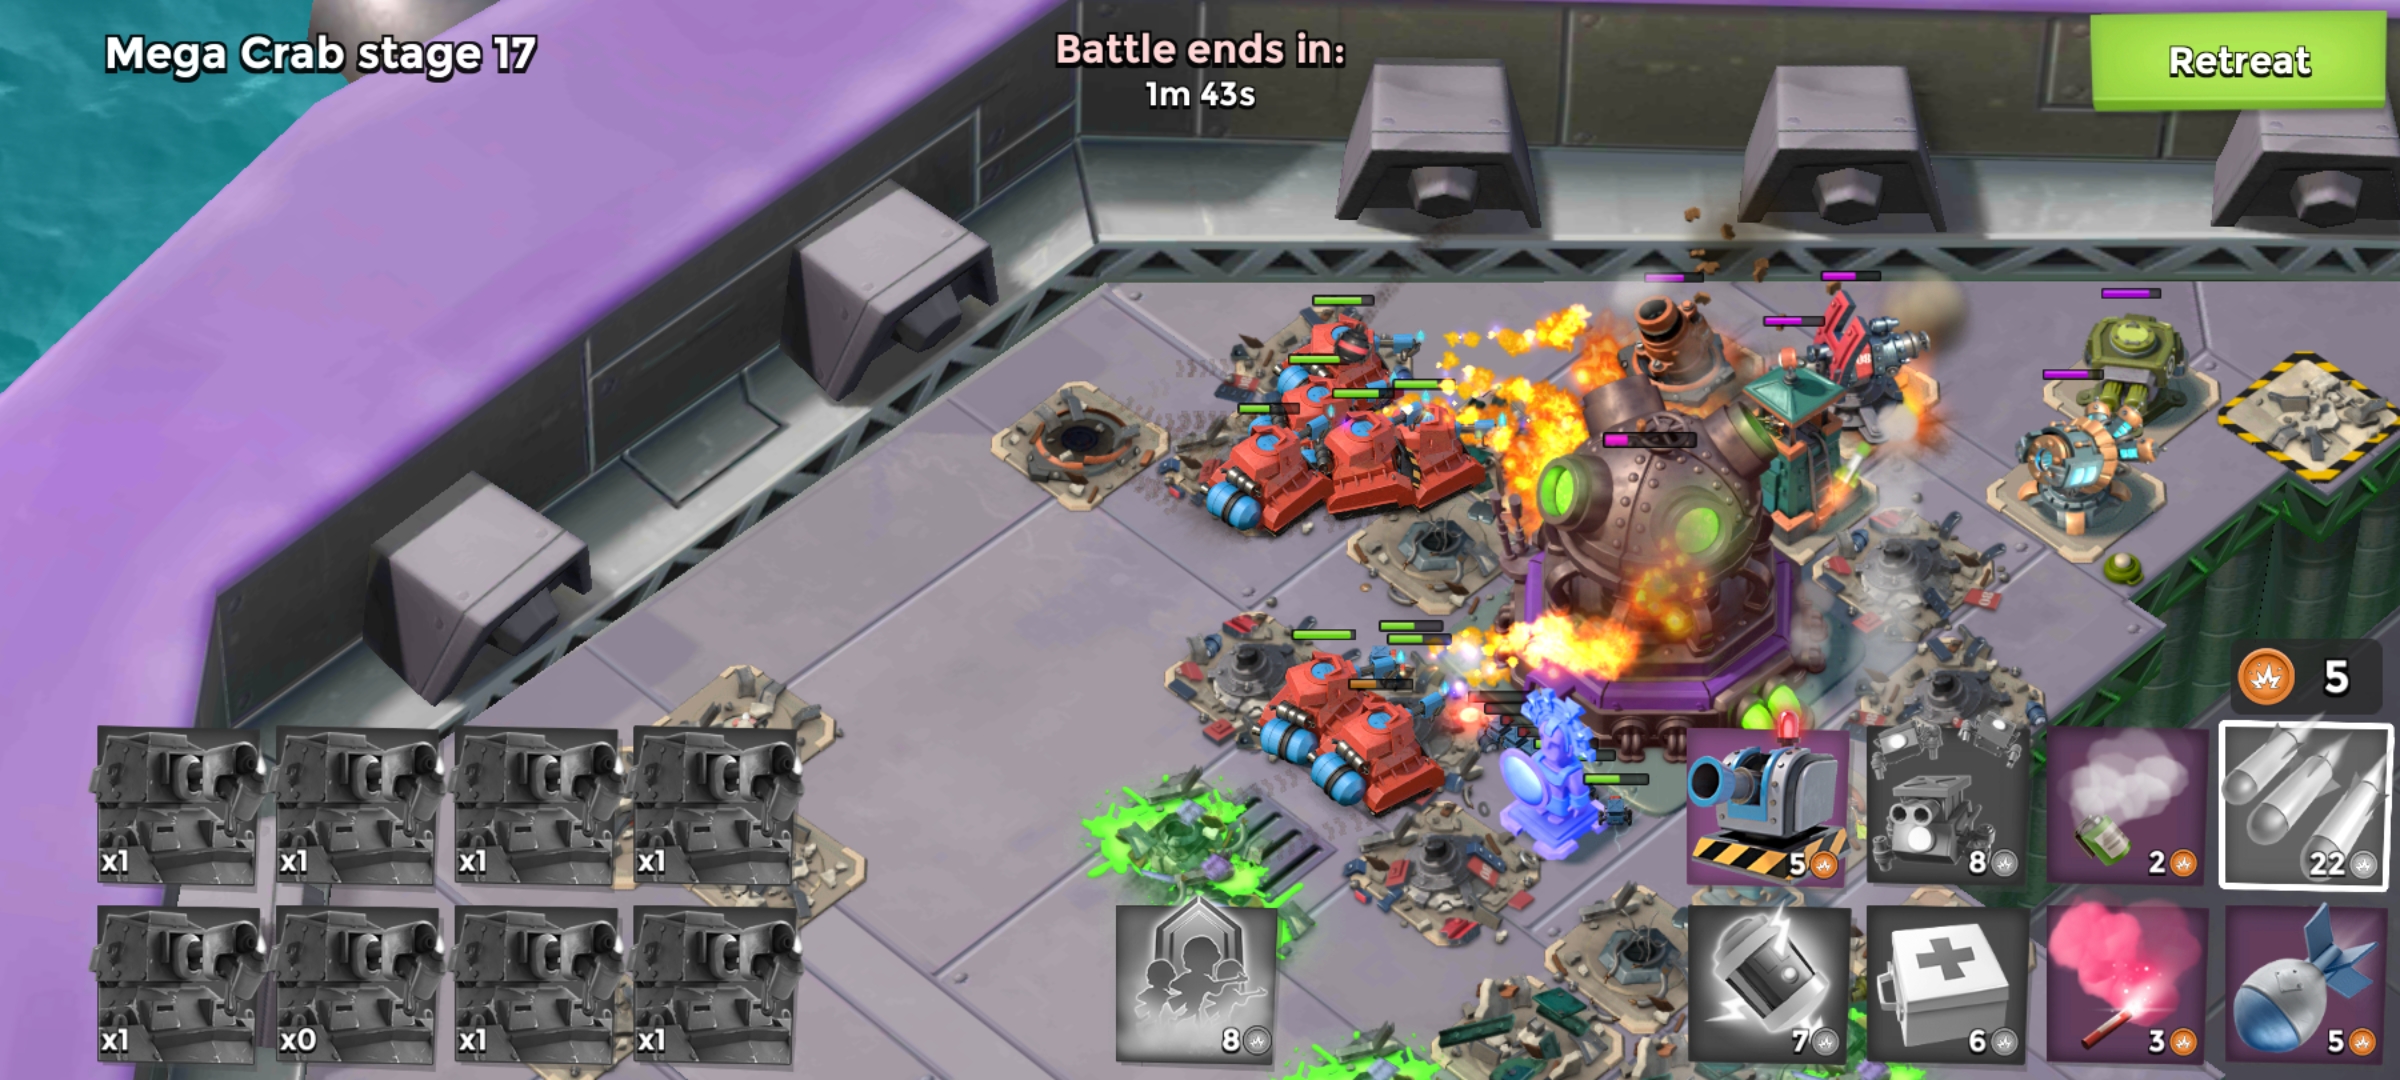 Mega Crab stage 17
Battle ends in:
1m 43s
Retreat
5
x1
x1
x1
x1
5
8
2
22
x1
x0
x1
x1
8
7
6
3
5